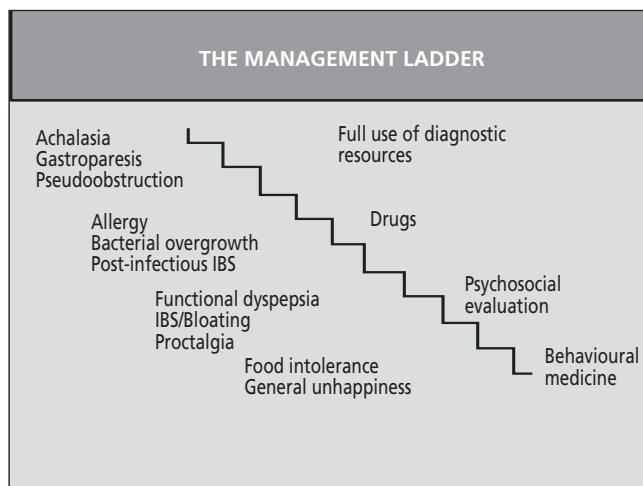 THE MANAGEMENT LADDER
Achalasia
Gastroparesis
Pseudoobstruction
Full use of diagnostic
resources
Allergy
Bacterial overgrowth
Post-infectious IBS
Drugs
Functional dyspepsia
IBS/Bloating
Proctalgia
Psychosocial
evaluation
Food intolerance
General unhappiness
Behavioural
medicine